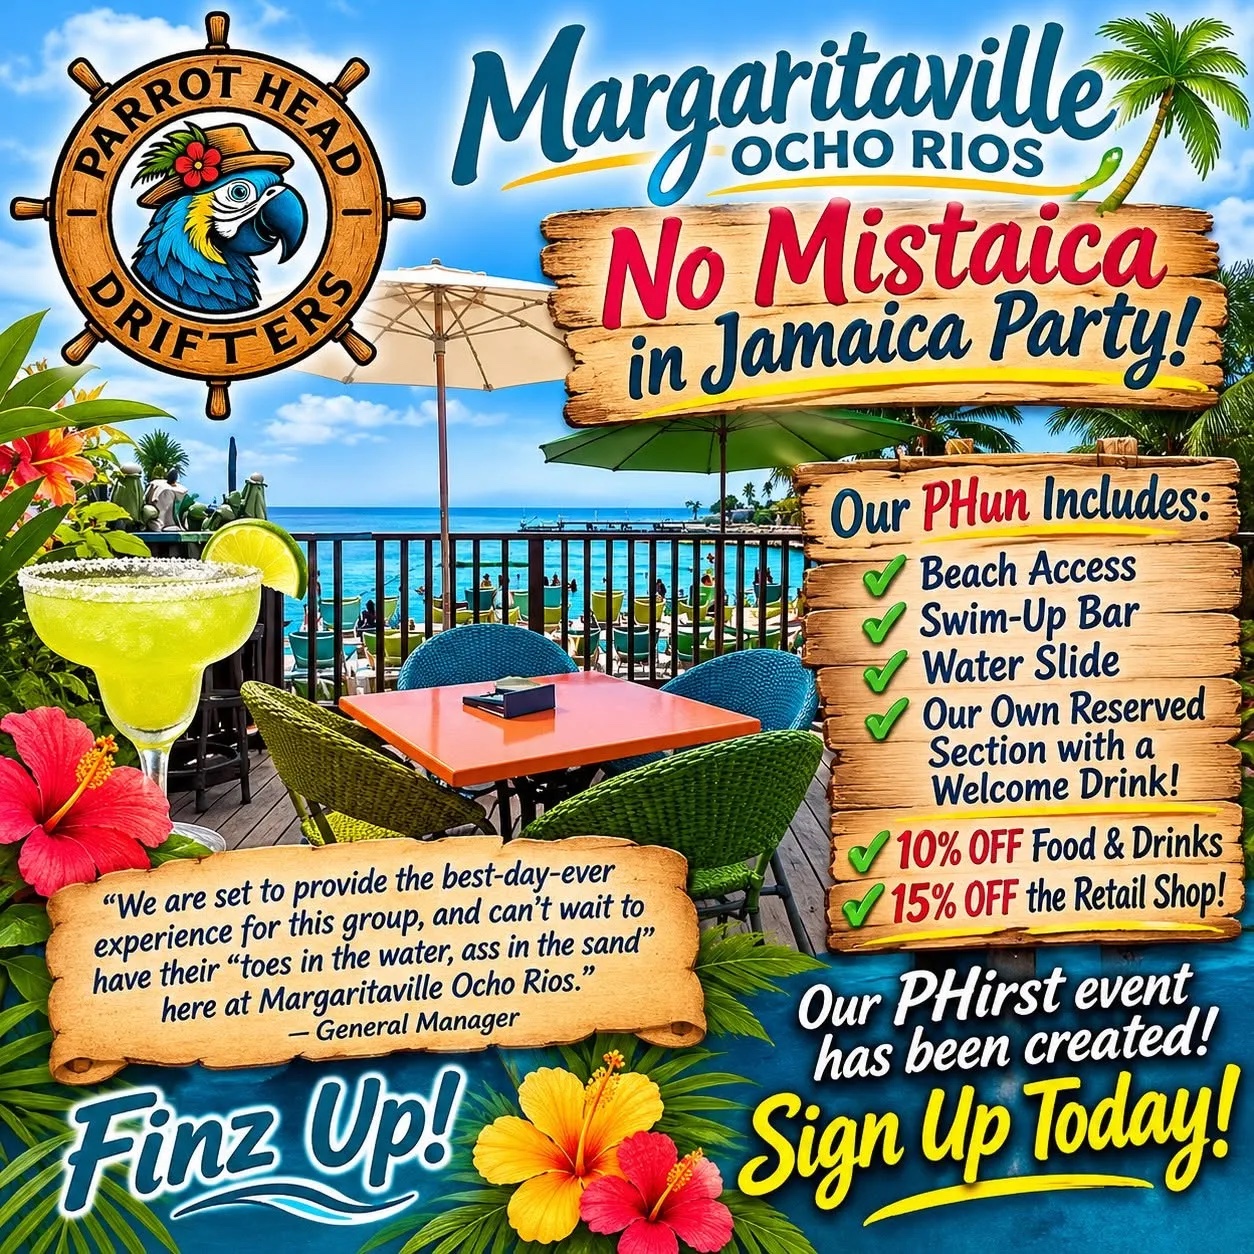 PARROT HEAD
DRIFTERS
Margaritaville
OCHO RIOS
No Mistaica
in Jamaica Party!
Our PHun Includes:
Beach Access
Swim-Up Bar
Water Slide
Our Own Reserved
Section with a
Welcome Drink!
10% OFF Food & Drinks
15% OFF the Retail Shop!
“We are set to provide the best-day-ever
experience for this group, and can’t wait to
have their “toes in the water, ass in the sand”
here at Margaritaville Ocho Rios.”
— General Manager
Our PHirst event
has been created!
Sign Up Today!
Finz Up!